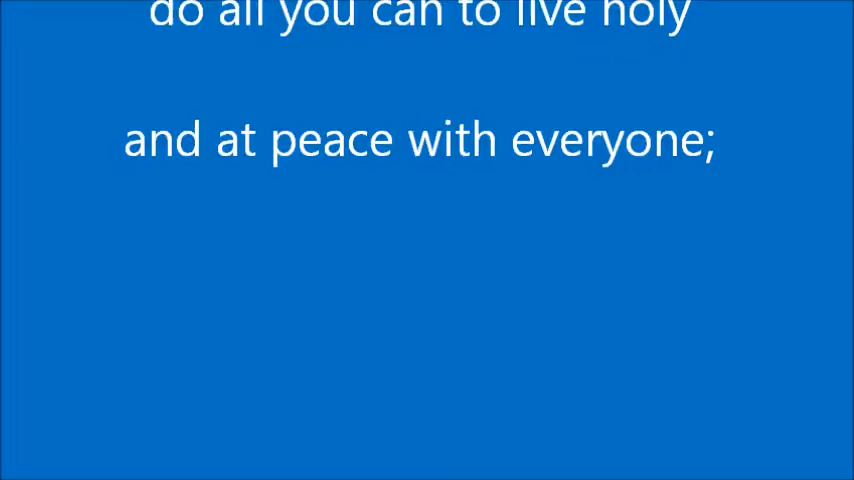 do all you can to live holy
and at peace with everyone;